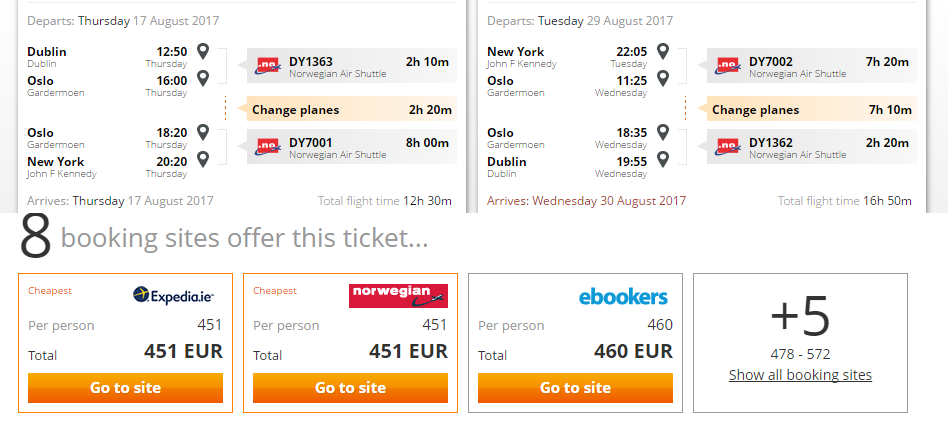 Departs: Thursday 17 August 2017
Dublin 12:50
Dublin Thursday
Oslo 16:00
Gardermoen Thursday
.no DY1363 2h 10m
Norwegian Air Shuttle
Change planes 2h 20m
Oslo 18:20
Gardermoen Thursday
New York 20:20
John F Kennedy Thursday
.no DY7001 8h 00m
Norwegian Air Shuttle
Arrives: Thursday 17 August 2017 Total flight time 12h 30m
Departs: Tuesday 29 August 2017
New York 22:05
John F Kennedy Tuesday
Oslo 11:25
Gardermoen Wednesday
.no DY7002 7h 20m
Norwegian Air Shuttle
Change planes 7h 10m
Oslo 18:35
Gardermoen Wednesday
Dublin 19:55
Dublin Wednesday
.no DY1362 2h 20m
Norwegian Air Shuttle
Arrives: Wednesday 30 August 2017 Total flight time 16h 50m
8 booking sites offer this ticket...
Cheapest Expedia.ie
Per person 451
Total 451 EUR
Go to site
Cheapest norwegian
Per person 451
Total 451 EUR
Go to site
ebookers
Per person 460
Total 460 EUR
Go to site
+5
478 - 572
Show all booking sites